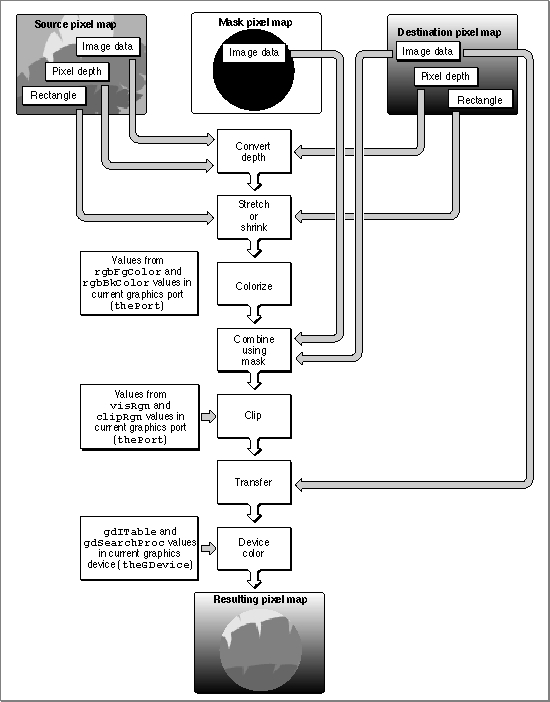 Source pixel map
Image data
Pixel depth
Rectangle
Mask pixel map
Image data
Destination pixel map
Image data
Pixel depth
Rectangle
Convert
depth
Stretch
or
shrink
Values from
rgbFgColor and
rgbBkColor values in
current graphics port
(thePort)
Colorize
Combine
using
mask
Values from
visRgn and
clipRgn values in
current graphics port
(thePort)
Clip
Transfer
gdITable and
gdSearchProc values
in current graphics
device (theGDevice)
Device
color
Resulting pixel map